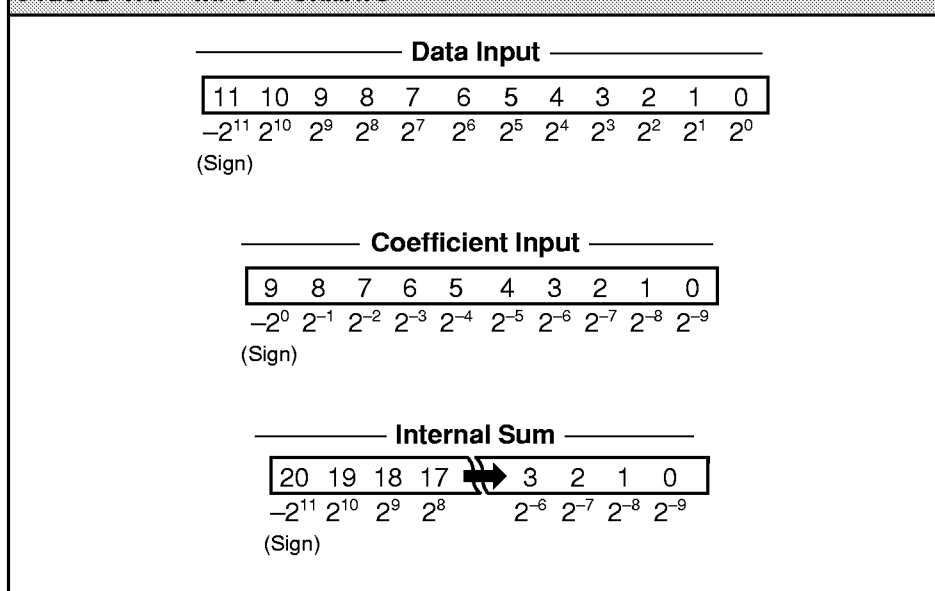 Data Input
11 10 9 8 7 6 5 4 3 2 1 0
–2¹¹ 2¹⁰ 2⁹ 2⁸ 2⁷ 2⁶ 2⁵ 2⁴ 2³ 2² 2¹ 2⁰
(Sign)
Coefficient Input
9 8 7 6 5 4 3 2 1 0
–2⁰ 2⁻¹ 2⁻² 2⁻³ 2⁻⁴ 2⁻⁵ 2⁻⁶ 2⁻⁷ 2⁻⁸ 2⁻⁹
(Sign)
Internal Sum
20 19 18 17 3 2 1 0
–2¹¹ 2¹⁰ 2⁹ 2⁸ 2⁻⁶ 2⁻⁷ 2⁻⁸ 2⁻⁹
(Sign)